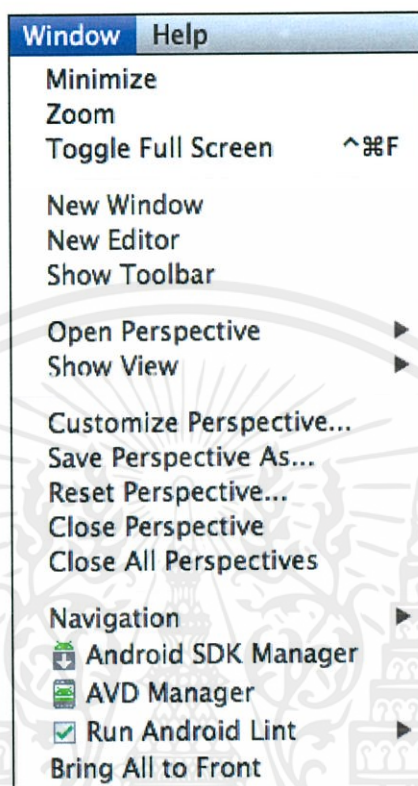 Window Help
Minimize
Zoom
Toggle Full Screen ^⌘F
New Window
New Editor
Show Toolbar
Open Perspective ▶
Show View ▶
Customize Perspective...
Save Perspective As...
Reset Perspective...
Close Perspective
Close All Perspectives
Navigation ▶
Android SDK Manager
AVD Manager
Run Android Lint ▶
Bring All to Front